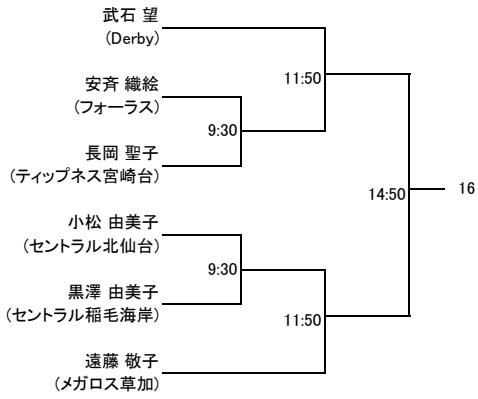 武石 望
(Derby)
11:50
安斉 織絵
(フォーラス)
9:30
長岡 聖子
(ティップネス宮崎台)
14:50
16
小松 由美子
(セントラル北仙台)
9:30
黒澤 由美子
(セントラル稲毛海岸)
11:50
遠藤 敬子
(メガロス草加)